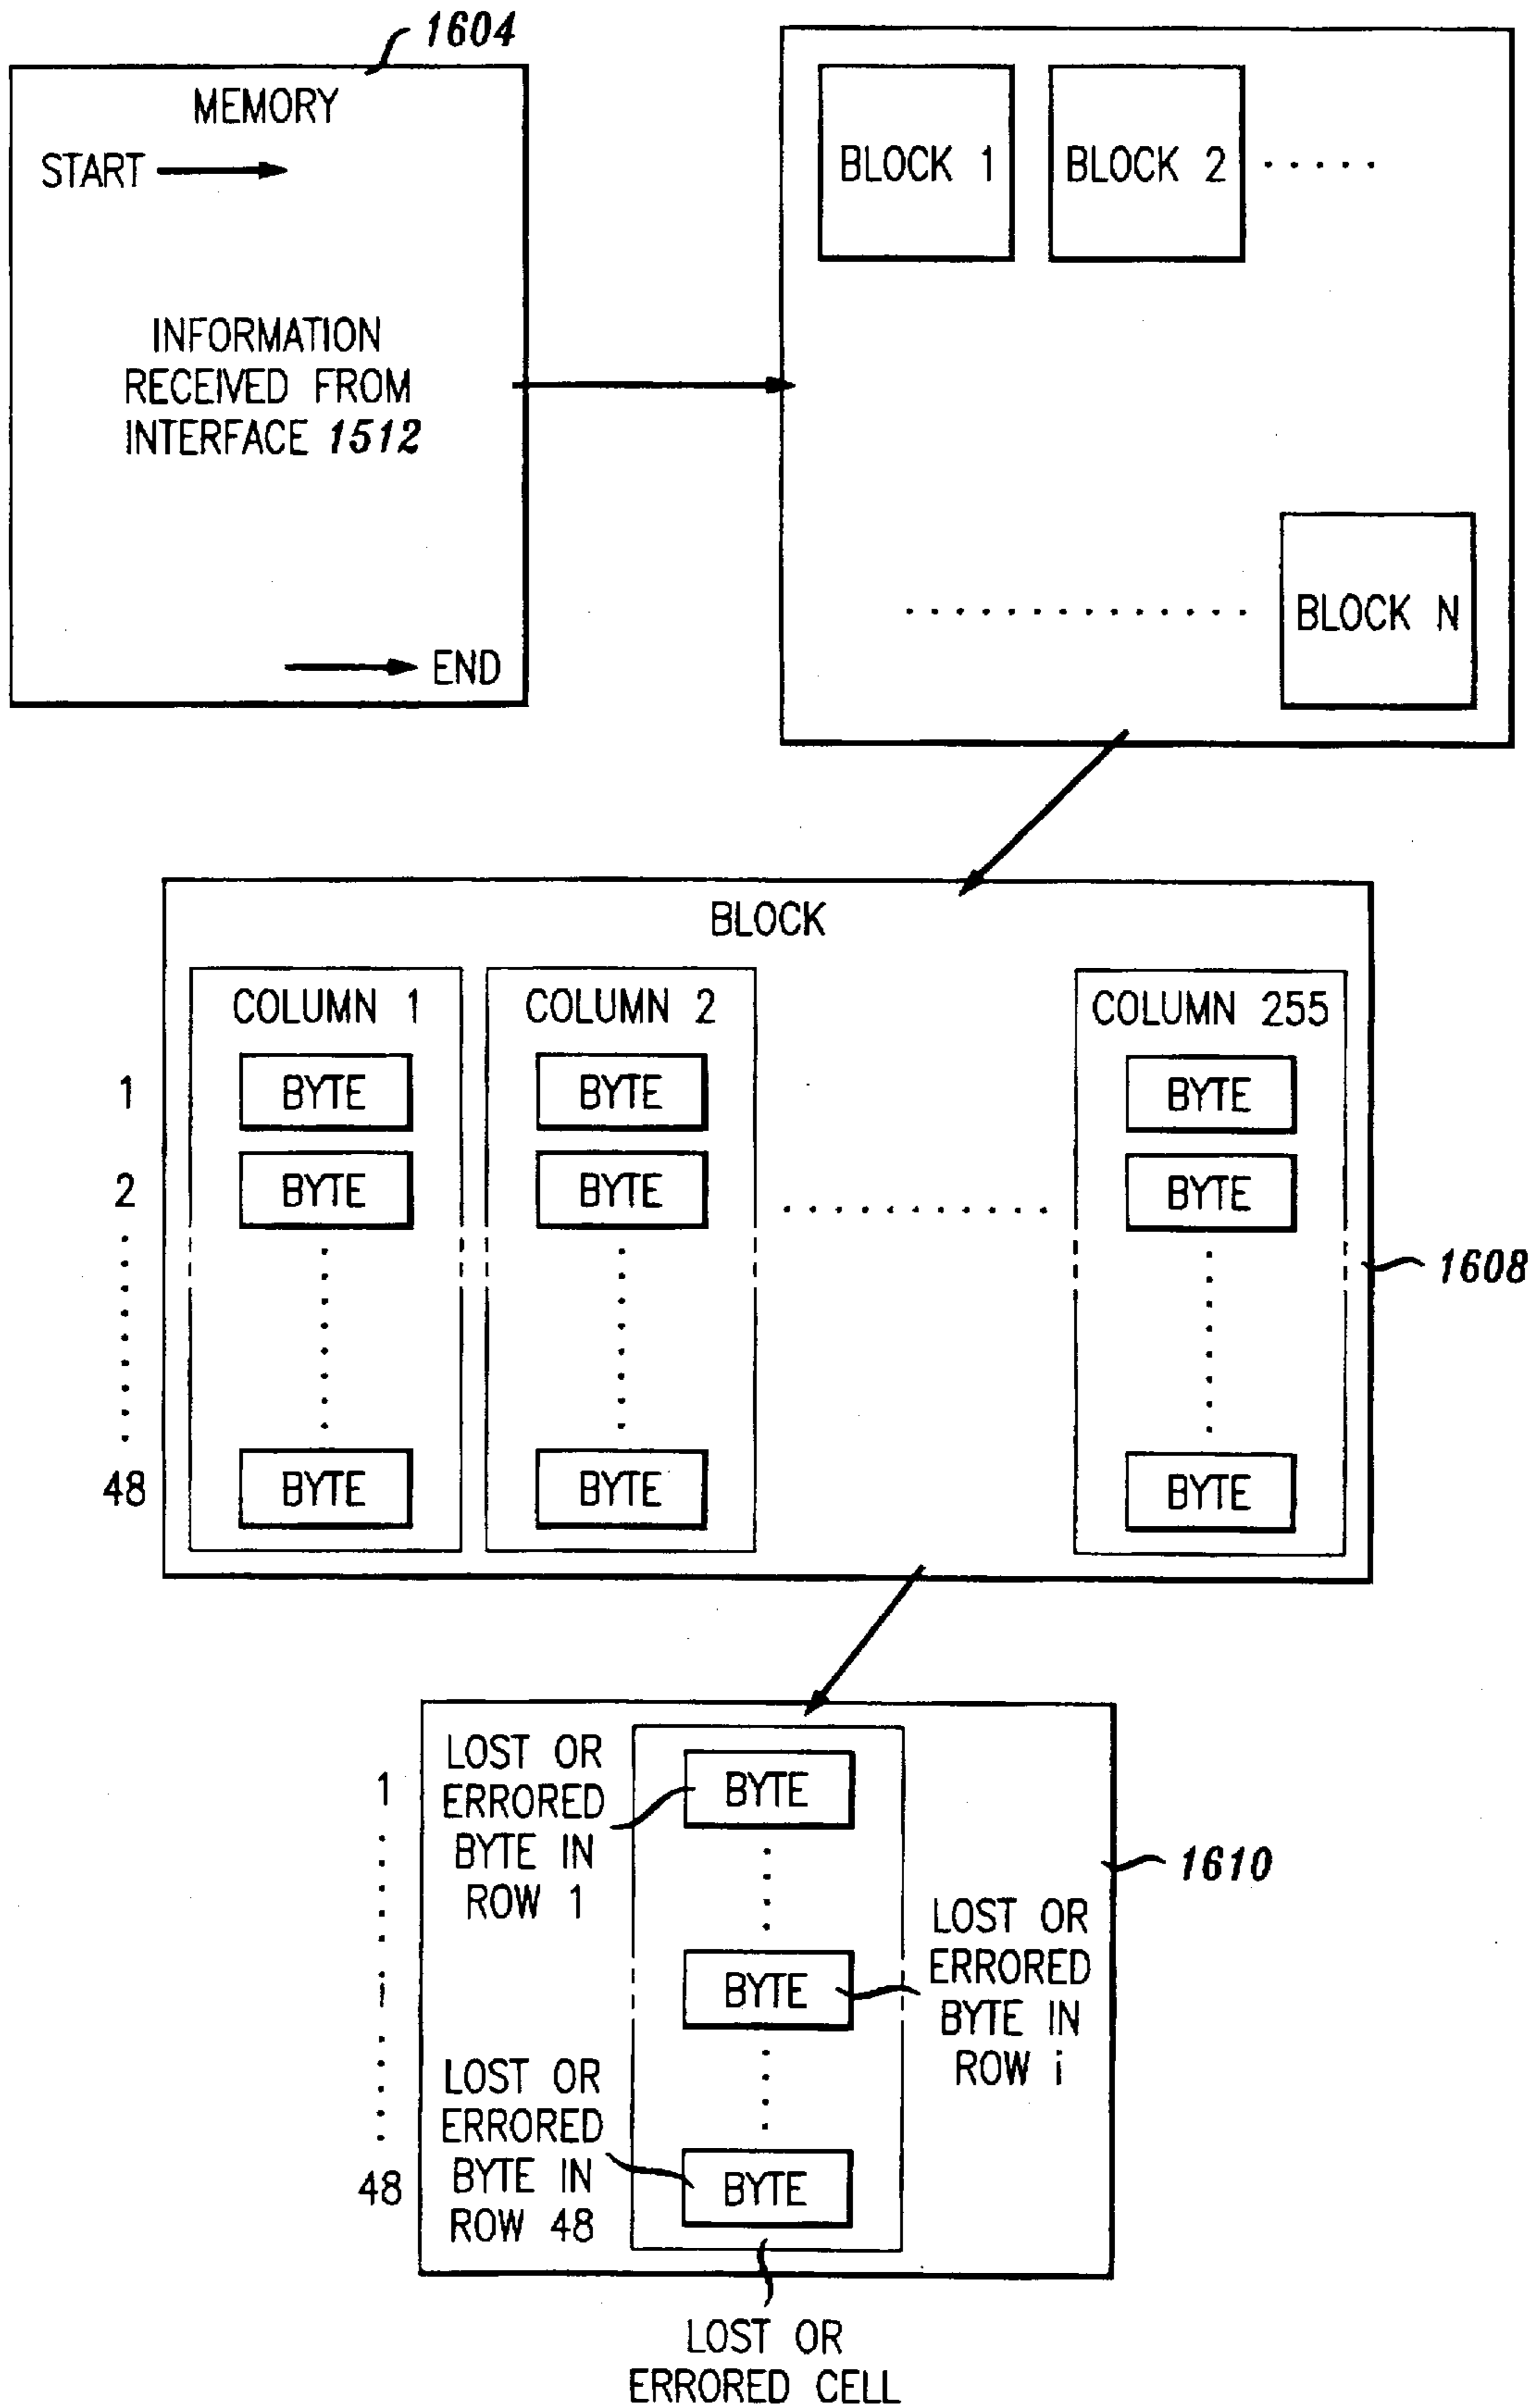 1604
MEMORY
START
INFORMATION
RECEIVED FROM
INTERFACE 1512
END
BLOCK 1
BLOCK 2 .....
.............. BLOCK N
BLOCK
COLUMN 1
COLUMN 2
COLUMN 255
1 BYTE BYTE BYTE
2 BYTE BYTE BYTE
48 BYTE BYTE BYTE
1608
1
LOST OR
ERRORED
BYTE IN
ROW 1
BYTE
1610
i
BYTE
LOST OR
ERRORED
BYTE IN
ROW i
48
LOST OR
ERRORED
BYTE IN
ROW 48
BYTE
LOST OR
ERRORED CELL